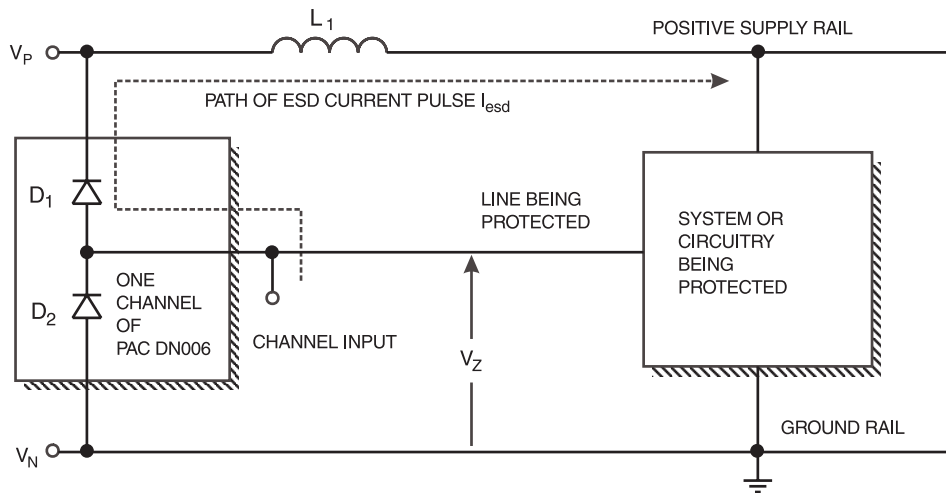 L1
POSITIVE SUPPLY RAIL
VP
PATH OF ESD CURRENT PULSE Iesd
D1
LINE BEING
PROTECTED
SYSTEM OR
CIRCUITRY
BEING
PROTECTED
ONE
CHANNEL
OF
PAC DN006
D2
CHANNEL INPUT
VZ
GROUND RAIL
VN